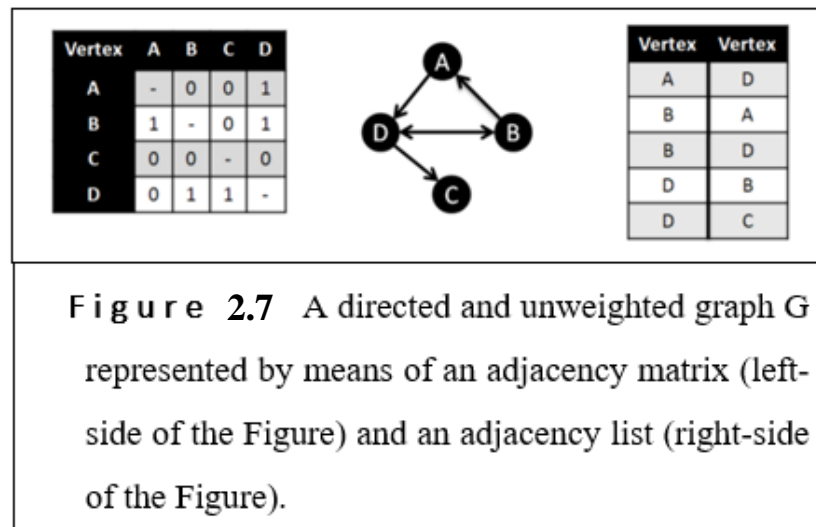 Vertex A B C D
A - 0 0 1
B 1 - 0 1
C 0 0 - 0
D 0 1 1 -
A
D
B
C
Vertex Vertex
A D
B A
B D
D B
D C
Figure 2.7 A directed and unweighted graph G
represented by means of an adjacency matrix (left-
side of the Figure) and an adjacency list (right-side
of the Figure).